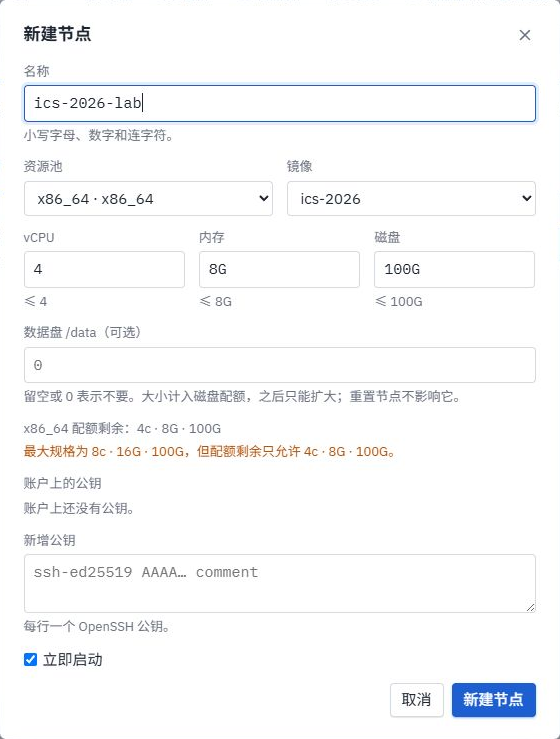 新建节点
名称
ics-2026-lab
小写字母、数字和连字符。
资源池 镜像
x86_64 · x86_64 ics-2026
vCPU 内存 磁盘
4 8G 100G
≤ 4 ≤ 8G ≤ 100G
数据盘 /data（可选）
0
留空或 0 表示不要。大小计入磁盘配额，之后只能扩大；重置节点不影响它。
x86_64 配额剩余：4c · 8G · 100G
最大规格为 8c · 16G · 100G，但配额剩余只允许 4c · 8G · 100G。
账户上的公钥
账户上还没有公钥。
新增公钥
ssh-ed25519 AAAA… comment
每行一个 OpenSSH 公钥。
立即启动
取消 新建节点